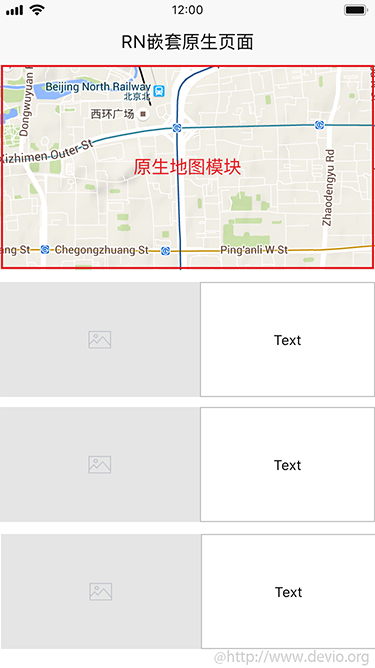 12:00
RN嵌套原生页面
Dongwuyuan R
Beijing North Railway
北京北
西环广场
Xizhimen Outer St
原生地图模块
Zhaodengyu Rd
ang St
Chegongzhuang St
Ping'anli W St
Text
Text
Text
@http://www.devio.org